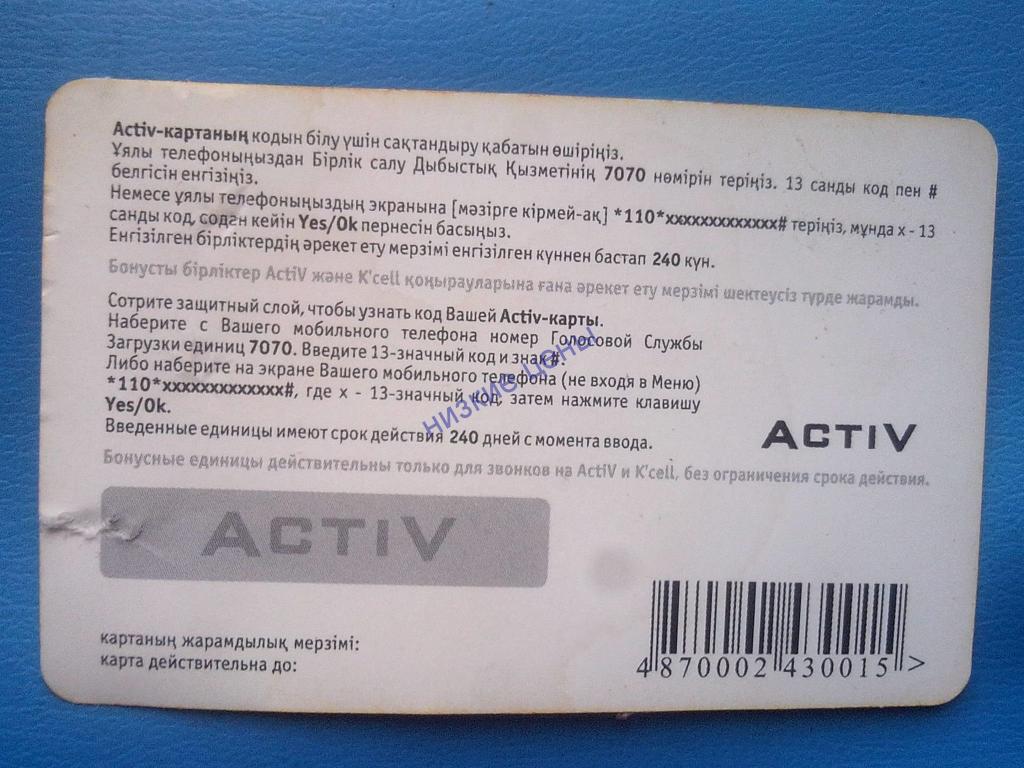 Activ-картаның кодын білу үшін сақтандыру қабатын өшіріңіз.
Ұялы телефоныңыздан Бірлік салу Дыбыстық Қызметінің 7070 нөмірін теріңіз. 13 санды код пен #
белгісін енгізіңіз.
Немесе ұялы телефоныңыздың экранына [мәзірге кірмей-ақ] *110*xxxxxxxxxxxxx# теріңіз, мұнда x - 13
санды код, содан кейін Yes/Ok пернесін басыңыз.
Енгізілген бірліктердің әрекет ету мерзімі енгізілген күннен бастап 240 күн.
Бонусты бірліктер ActiV және K'cell қоңырауларына ғана әрекет ету мерзімі шектеусіз түрде жарамды.
Сотрите защитный слой, чтобы узнать код Вашей Activ-карты.
Наберите с Вашего мобильного телефона номер Голосовой Службы
Загрузки единиц 7070. Введите 13-значный код и знак #.
Либо наберите на экране Вашего мобильного телефона (не входя в Меню)
*110*xxxxxxxxxxxxx#, где x - 13-значный код, затем нажмите клавишу
Yes/Ok.
Введенные единицы имеют срок действия 240 дней с момента ввода.
ACTIV
Бонусные единицы действительны только для звонков на ActiV и K'cell, без ограничения срока действия.
ACTIV
картаның жарамдылық мерзімі:
карта действительна до:
4870002430015>
низкие цены